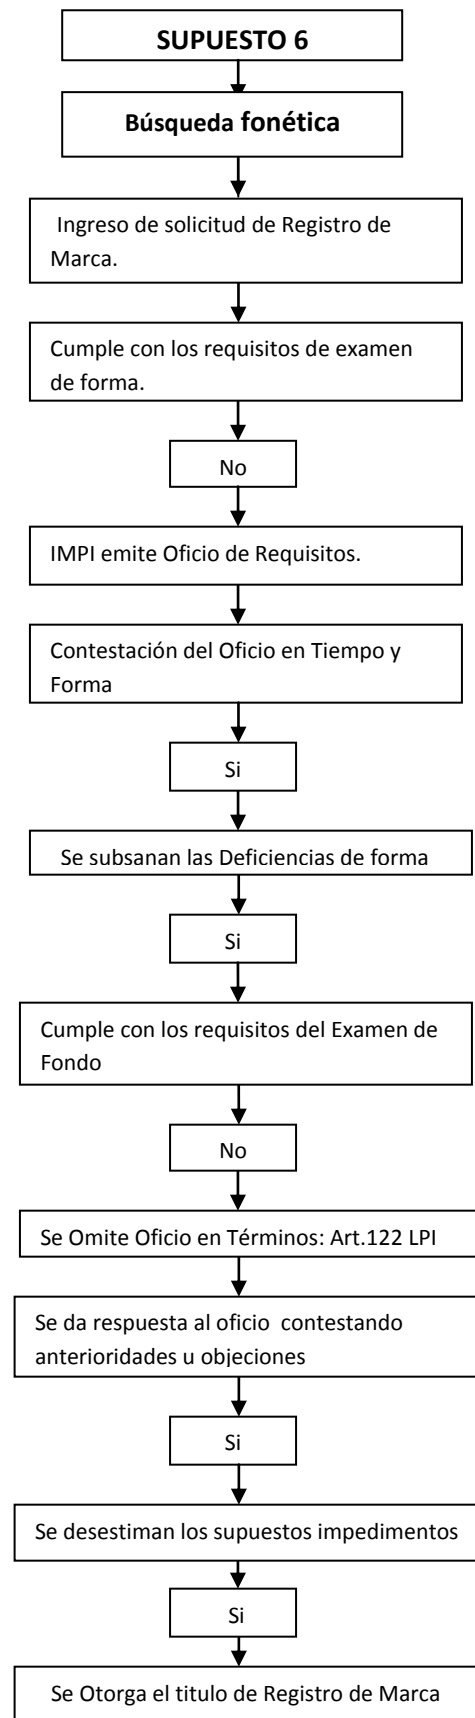 SUPUESTO 6
Búsqueda fonética
Ingreso de solicitud de Registro de
Marca.
Cumple con los requisitos de examen
de forma.
No
IMPI emite Oficio de Requisitos.
Contestación del Oficio en Tiempo y
Forma
Si
Se subsanan las Deficiencias de forma
Si
Cumple con los requisitos del Examen de
Fondo
No
Se Omite Oficio en Términos: Art.122 LPI
Se da respuesta al oficio contestando
anterioridades u objeciones
Si
Se desestiman los supuestos impedimentos
Si
Se Otorga el titulo de Registro de Marca